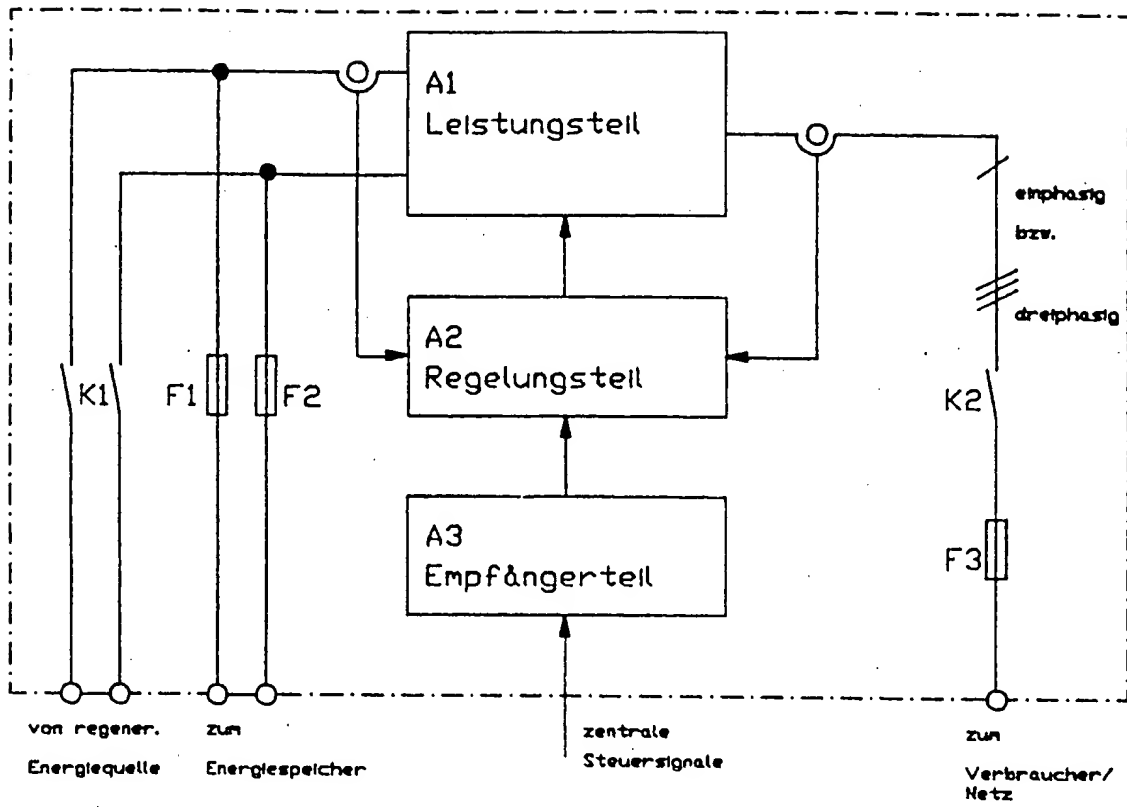 A1
Leistungsteil
einphasig
bzw.
dreiphasig
A2
Regelungsteil
K1
F1
F2
K2
A3
Empfängerteil
F3
von regener.
Energiequelle
zum
Energiespeicher
zentrale
Steuersignale
zum
Verbraucher/
Netz